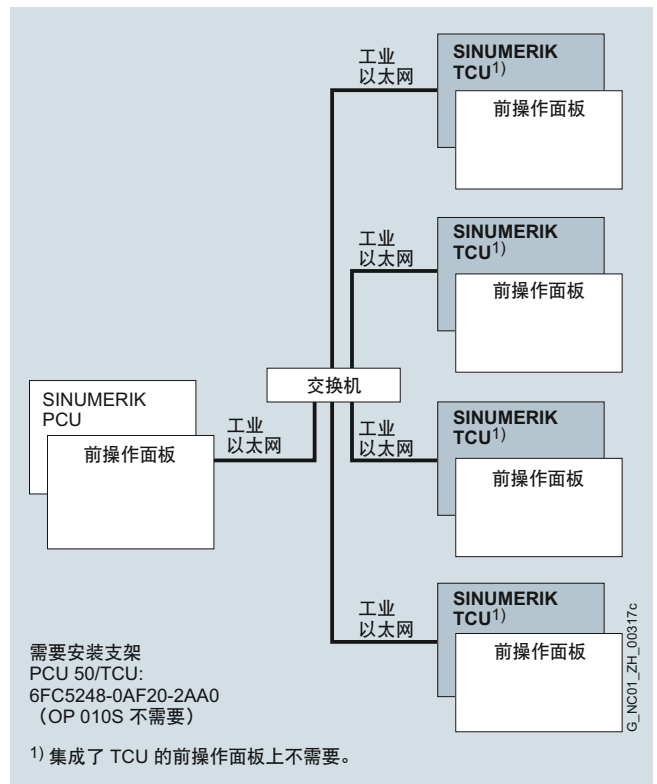 工业
以太网
SINUMERIK
TCU1)
前操作面板
工业
以太网
SINUMERIK
TCU1)
前操作面板
交换机
SINUMERIK
PCU
前操作面板
工业
以太网
工业
以太网
SINUMERIK
TCU1)
前操作面板
工业
以太网
SINUMERIK
TCU1)
前操作面板
需要安装支架
PCU 50/TCU:
6FC5248-0AF20-2AA0
（OP 010S 不需要）
1) 集成了 TCU 的前操作面板上不需要。
G_NC01_ZH_00317c